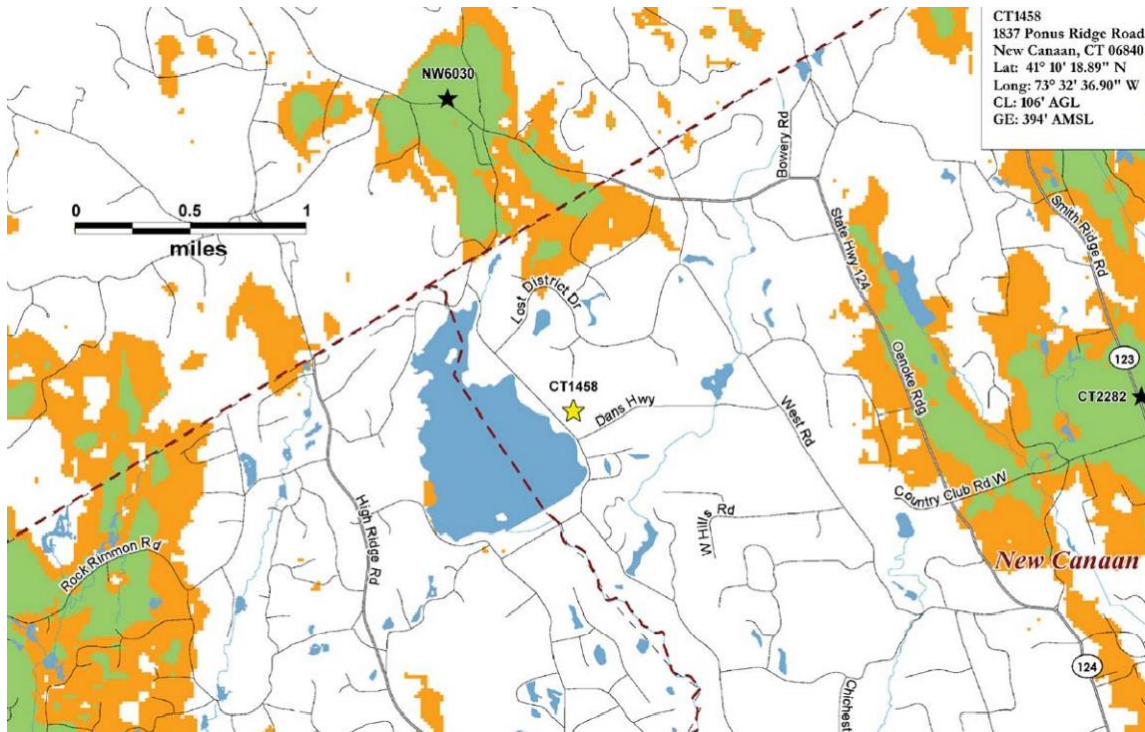 CT1458
1837 Ponus Ridge Road
New Canaan, CT 06840
Lat: 41° 10' 18.89" N
Long: 73° 32' 36.90" W
CL: 106' AGL
GE: 394' AMSL
NW6030
Bowery Rd
0 0.5 1
miles
State Hwy 124
Smith Ridge Rd
Lost District Dr
123
CT1458
Dans Hwy
West Rd
Oenoke Rdg
CT2282
Country Club Rd W
High Ridge Rd
W Hills Rd
Rock Rimmon Rd
New Canaan
124
Chichest